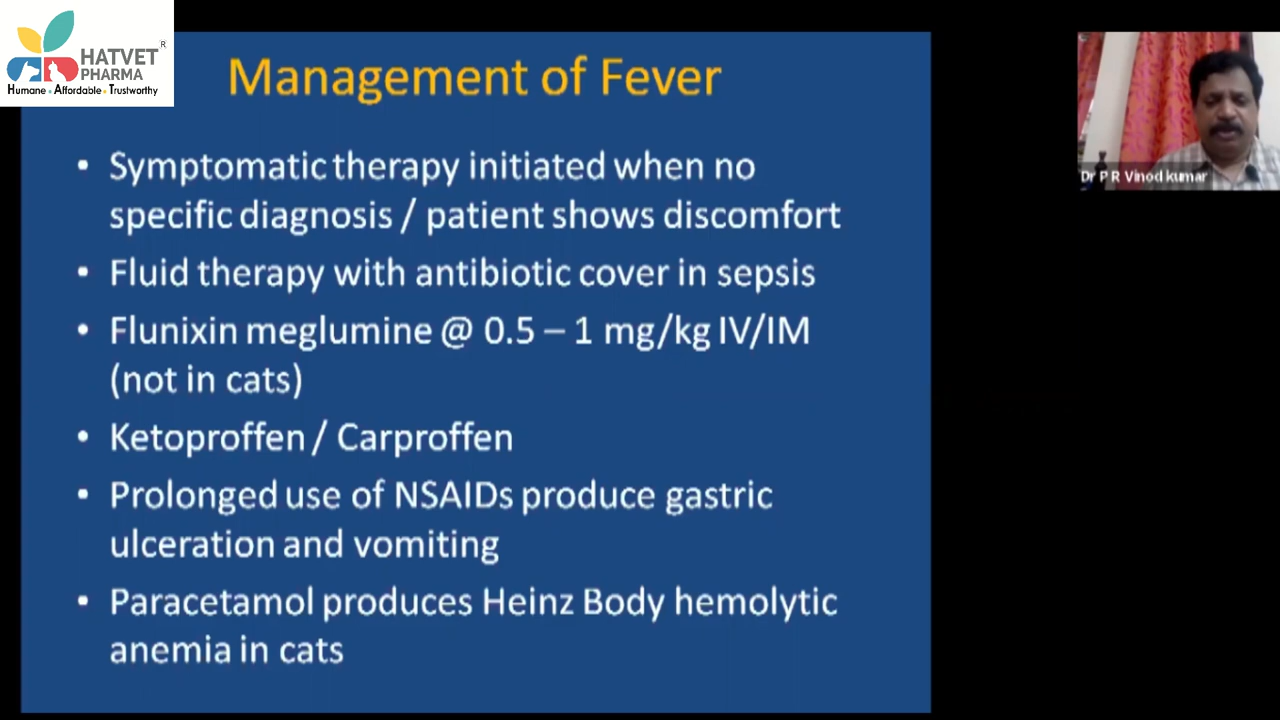 HATVET
PHARMA
®
Humane • Affordable • Trustworthy
Management of Fever
• Symptomatic therapy initiated when no
specific diagnosis / patient shows discomfort
• Fluid therapy with antibiotic cover in sepsis
• Flunixin meglumine @ 0.5 – 1 mg/kg IV/IM
(not in cats)
• Ketoproffen / Carproffen
• Prolonged use of NSAIDs produce gastric
ulceration and vomiting
• Paracetamol produces Heinz Body hemolytic
anemia in cats
Dr P R Vinod kumar